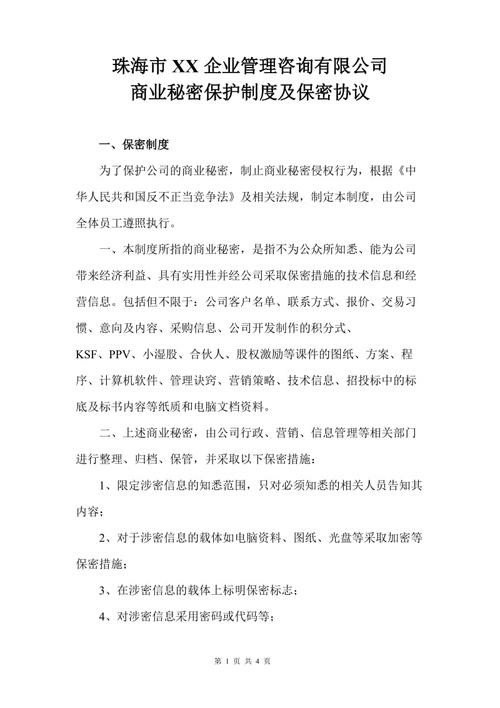 珠海市 XX 企业管理咨询有限公司
商业秘密保护制度及保密协议
一、保密制度
为了保护公司的商业秘密，制止商业秘密侵权行为，根据《中
华人民共和国反不正当竞争法》及相关法规，制定本制度，由公司
全体员工遵照执行。
一、本制度所指的商业秘密，是指不为公众所知悉、能为公司
带来经济利益、具有实用性并经公司采取保密措施的技术信息和经
营信息。包括但不限于：公司客户名单、联系方式、报价、交易习
惯、意向及内容、采购信息、公司开发制作的积分式、
KSF、PPV、小湿股、合伙人、股权激励等课件的图纸、方案、程
序、计算机软件、管理诀窍、营销策略、技术信息、招投标中的标
底及标书内容等纸质和电脑文档资料。
二、上述商业秘密，由公司行政、营销、信息管理等相关部门
进行整理、归档、保管，并采取以下保密措施：
1、限定涉密信息的知悉范围，只对必须知悉的相关人员告知其
内容；
2、对于涉密信息的载体如电脑资料、图纸、光盘等采取加密等
保密措施；
3、在涉密信息的载体上标明保密标志；
4、对涉密信息采用密码或代码等；
第 1 页 共 4 页